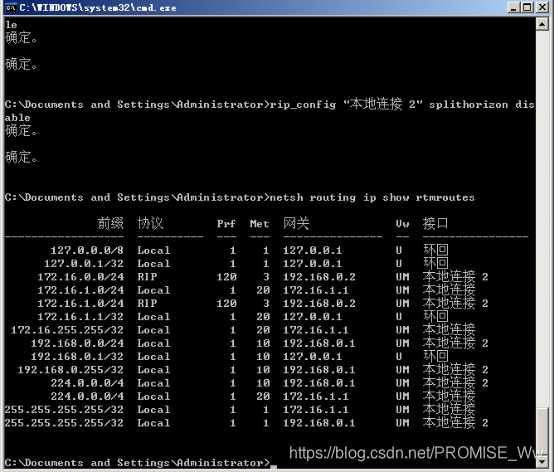 C:\WINDOWS\system32\cmd.exe
le
确定。
确定。
C:\Documents and Settings\Administrator>rip_config "本地连接 2" splithorizon dis
able
确定。
确定。
C:\Documents and Settings\Administrator>netsh routing ip show rtmroutes
前缀 协议 Prf Met 网关 Vw 接口
------------------ ---------- --- --- --------------- -- ----------------
127.0.0.0/8 Local 1 1 127.0.0.1 U 环回
127.0.0.1/32 Local 1 1 127.0.0.1 U 环回
172.16.0.0/24 RIP 120 3 192.168.0.2 UM 本地连接 2
172.16.1.0/24 Local 1 20 172.16.1.1 UM 本地连接
172.16.1.0/24 RIP 120 3 192.168.0.2 UM 本地连接 2
172.16.1.1/32 Local 1 20 127.0.0.1 U 环回
172.16.255.255/32 Local 1 20 172.16.1.1 UM 本地连接
192.168.0.0/24 Local 1 10 192.168.0.1 UM 本地连接 2
192.168.0.1/32 Local 1 10 127.0.0.1 U 环回
192.168.0.255/32 Local 1 10 192.168.0.1 UM 本地连接 2
224.0.0.0/4 Local 1 10 192.168.0.1 UM 本地连接 2
224.0.0.0/4 Local 1 20 172.16.1.1 UM 本地连接
255.255.255.255/32 Local 1 1 172.16.1.1 UM 本地连接
255.255.255.255/32 Local 1 1 192.168.0.1 UM 本地连接 2
C:\Documents and Settings\Administrator>_
https://blog.csdn.net/PROMISE_Ww